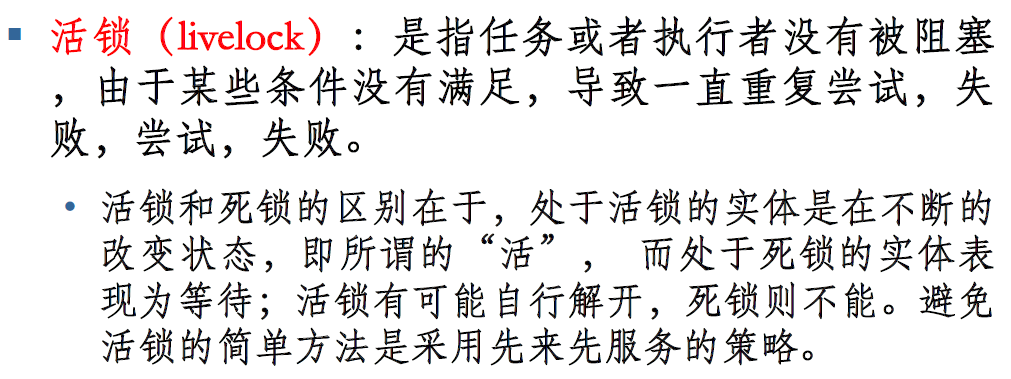 活锁（livelock）：是指任务或者执行者没有被阻塞
，由于某些条件没有满足，导致一直重复尝试，失
败，尝试，失败。
活锁和死锁的区别在于，处于活锁的实体是在不断的
改变状态，即所谓的“活”， 而处于死锁的实体表
现为等待；活锁有可能自行解开，死锁则不能。避免
活锁的简单方法是采用先来先服务的策略。